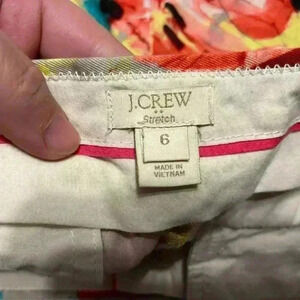 J.CREW
Stretch
6
MADE IN
VIETNAM